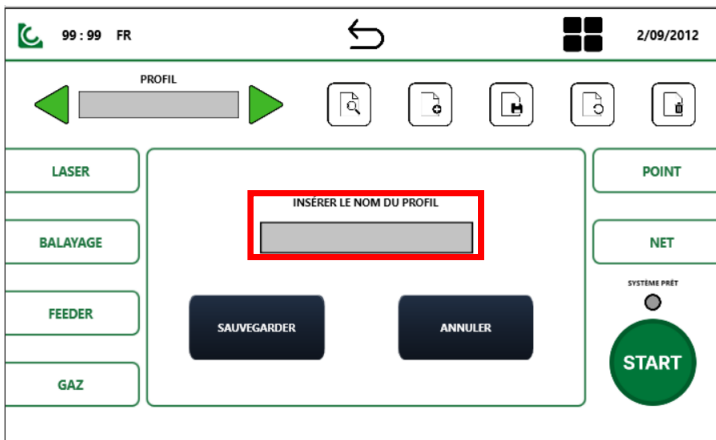 99 : 99 FR
2/09/2012
PROFIL
LASER
POINT
INSÉRER LE NOM DU PROFIL
BALAYAGE
NET
SYSTÈME PRÊT
FEEDER
SAUVEGARDER
ANNULER
START
GAZ